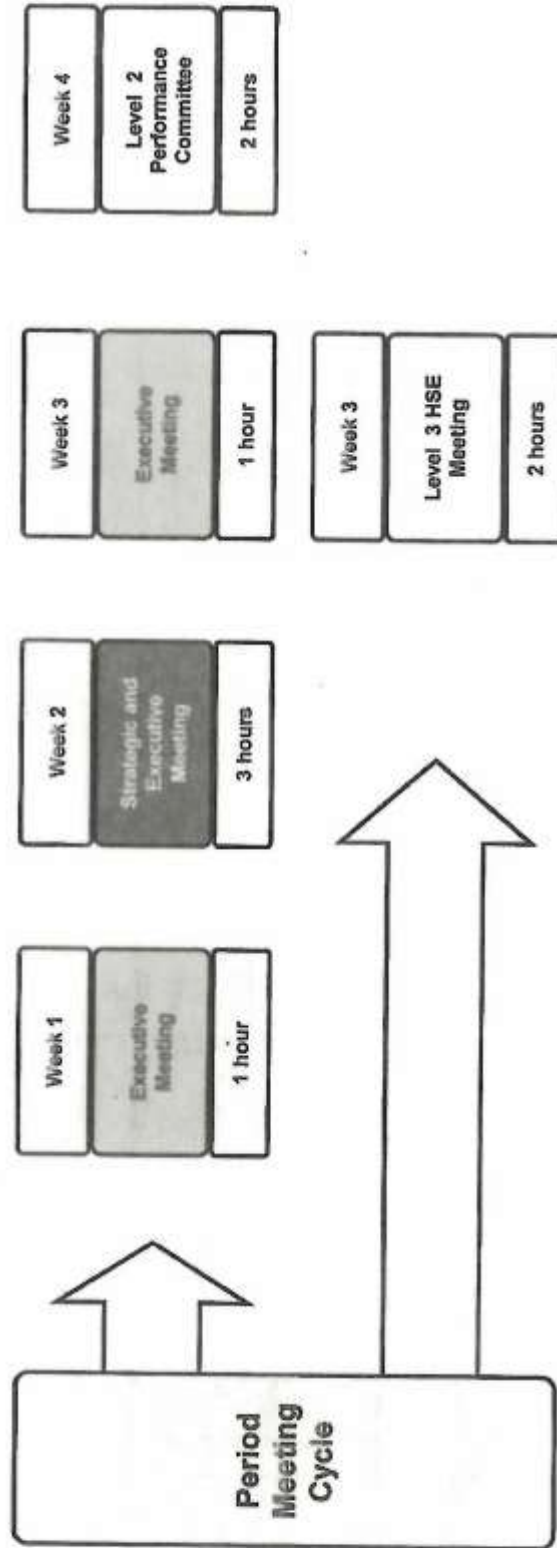 Period
Meeting
Cycle
Week 1
Executive
Meeting
1 hour
Week 2
Strategic and
Executive
Meeting
3 hours
Week 3
Executive
Meeting
1 hour
Week 4
Level 2
Performance
Committee
2 hours
Week 3
Level 3 HSE
Meeting
2 hours